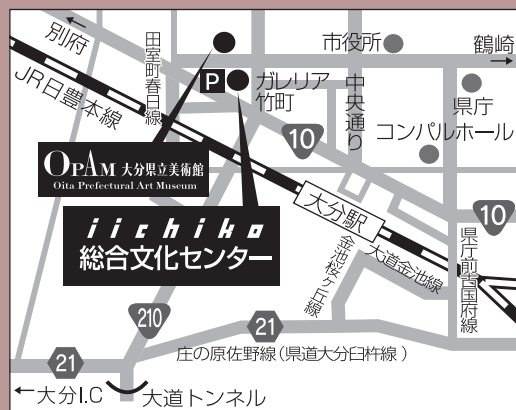 別府
田室町春日線
市役所
鶴崎
JR日豊本線
P
ガレリア
竹町
中央通り
県庁
コンパルホール
10
OPAM 大分県立美術館
Oita Prefectural Art Museum
iichiko
総合文化センター
大分駅
10
金池桜ヶ丘線
大道金池線
県庁前古国府線
210
21
庄の原佐野線(県道大分臼杵線)
21
大分I.C
大道トンネル